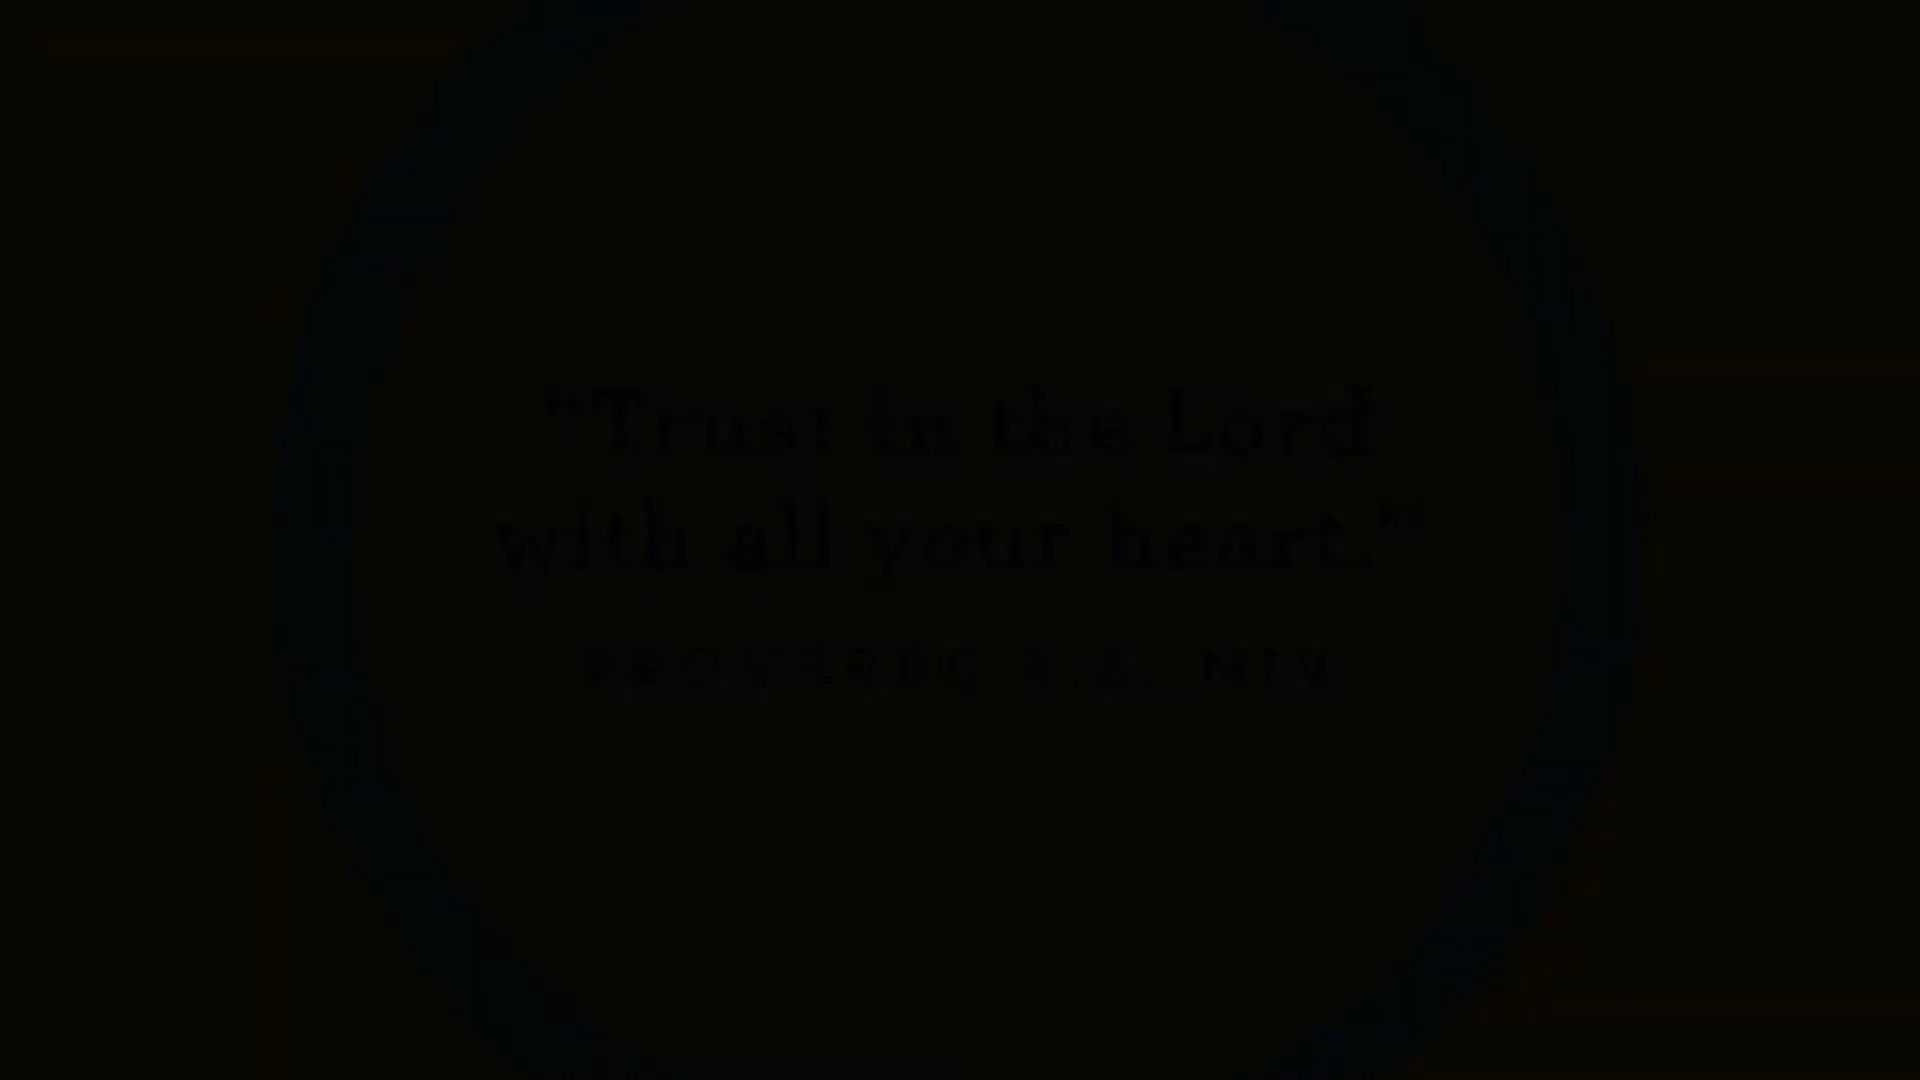 “Trust in the Lord
with all your heart.”
PROVERBS 3:5, NIV